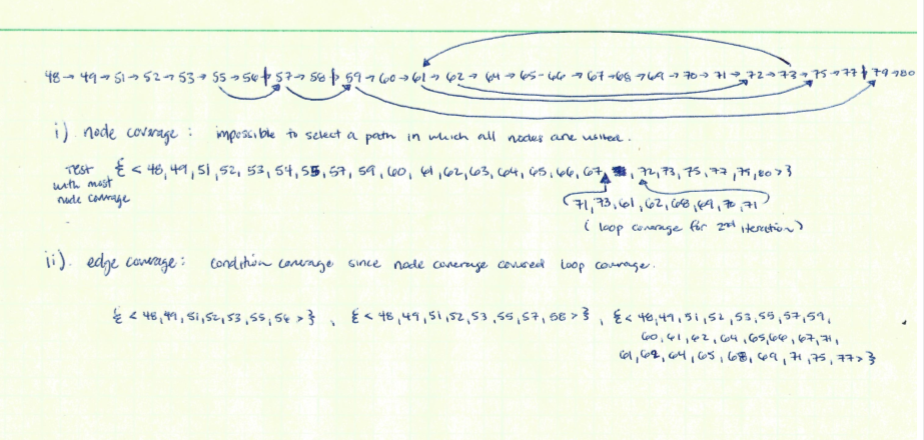 48→49→51→52→53→55→56 57→58 59→60→61→62→64→65-66→67→68→69→70→71→72→73→75→77 79→80
i). node coverage : impossible to select a path in which all nodes are visited.
Test with most node coverage
{< 48,49,51,52,53,54,55,57,59,60,61,62,63,64,65,66,67, ,72,73,75,77,79,80>}
71,73,61,62,68,69,70,71
( loop coverage for 2nd iteration)
ii). edge coverage: condition coverage since node coverage covered loop coverage.
{< 48,49,51,52,53,55,56 >} , {< 48,49,51,52,53,55,57,58 >} , {< 48,49,51,52,53,55,57,59,
60,61,62,64,65,66,67,71,
61,62,64,65,68,69,71,75,77>}